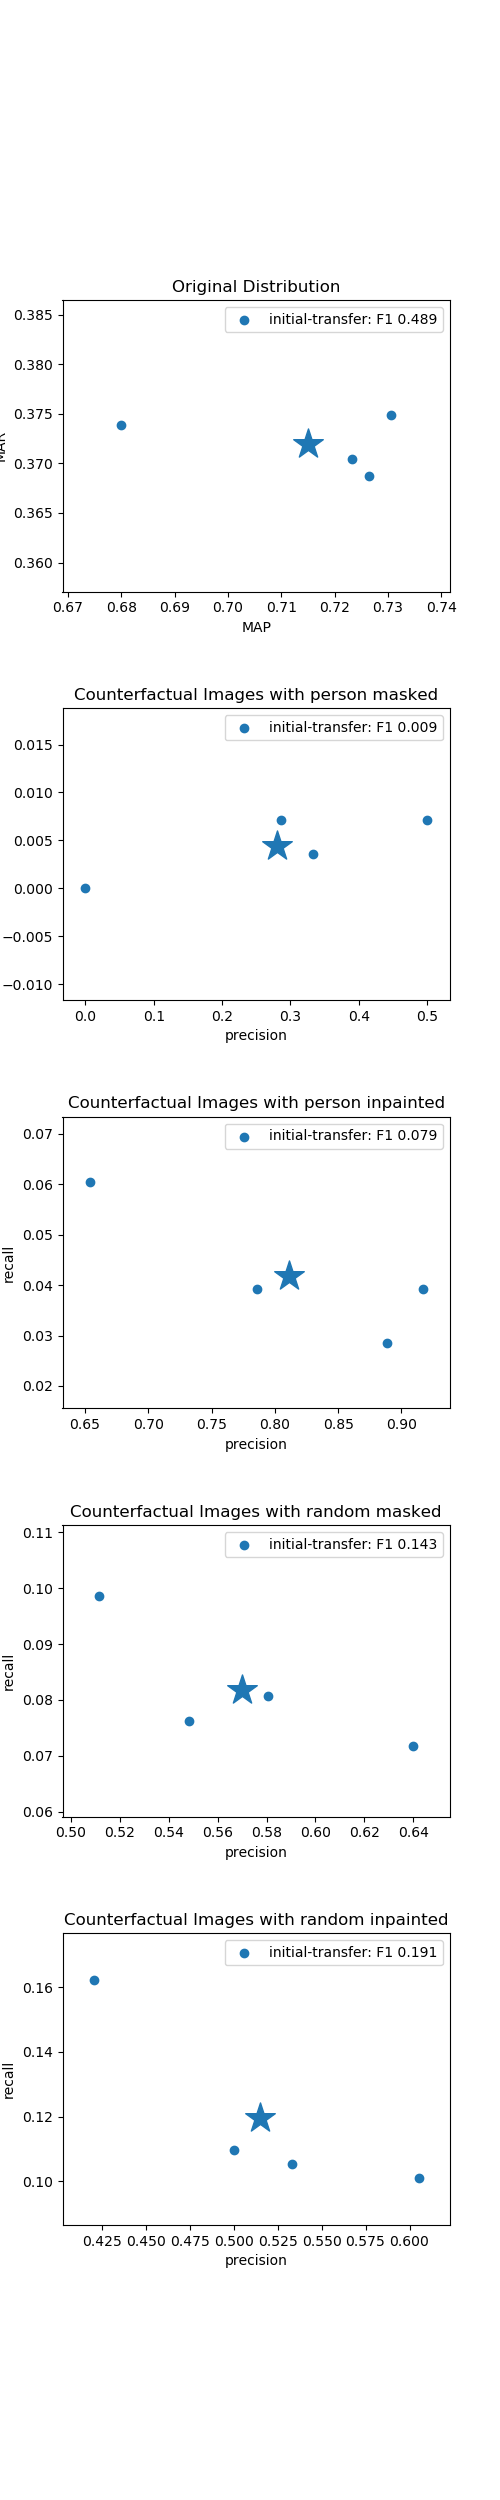 Original Distribution
initial-transfer: F1 0.489
0.385
0.380
0.375
0.370
0.365
0.360
MAR
0.67 0.68 0.69 0.70 0.71 0.72 0.73 0.74
MAP
Counterfactual Images with person masked
initial-transfer: F1 0.009
0.015
0.010
0.005
0.000
−0.005
−0.010
0.0 0.1 0.2 0.3 0.4 0.5
precision
Counterfactual Images with person inpainted
initial-transfer: F1 0.079
0.07
0.06
0.05
0.04
0.03
0.02
recall
0.65 0.70 0.75 0.80 0.85 0.90
precision
Counterfactual Images with random masked
initial-transfer: F1 0.143
0.11
0.10
0.09
0.08
0.07
0.06
recall
0.50 0.52 0.54 0.56 0.58 0.60 0.62 0.64
precision
Counterfactual Images with random inpainted
initial-transfer: F1 0.191
0.16
0.14
0.12
0.10
recall
0.425 0.450 0.475 0.500 0.525 0.550 0.575 0.600
precision